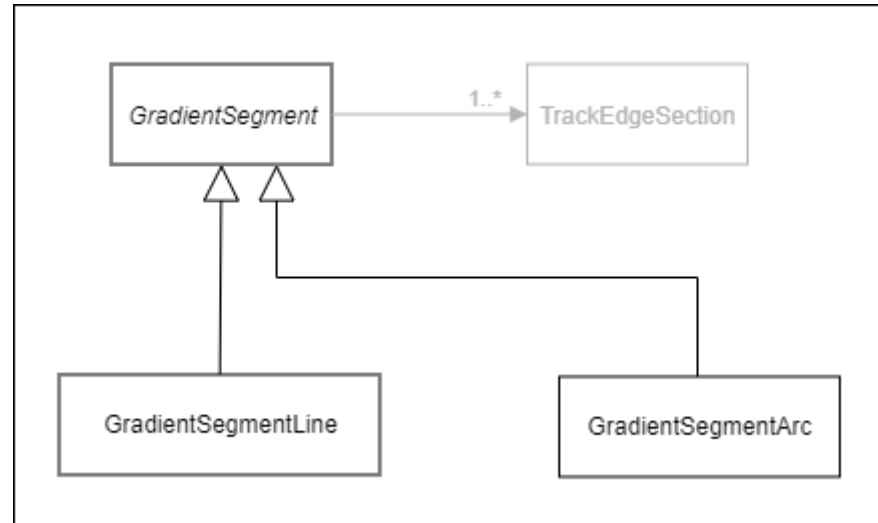 GradientSegment
1..*
TrackEdgeSection
GradientSegmentLine
GradientSegmentArc